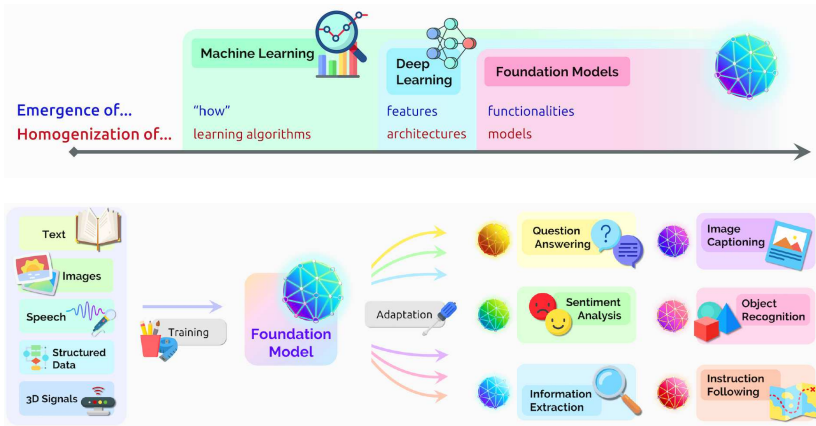 Machine Learning
Deep
Learning
Foundation Models
Emergence of... "how" features functionalities
Homogenization of... learning algorithms architectures models
Text
Images
Speech
Structured
Data
3D Signals
Training
Foundation
Model
Adaptation
Question
Answering
Image
Captioning
Sentiment
Analysis
Object
Recognition
Information
Extraction
Instruction
Following